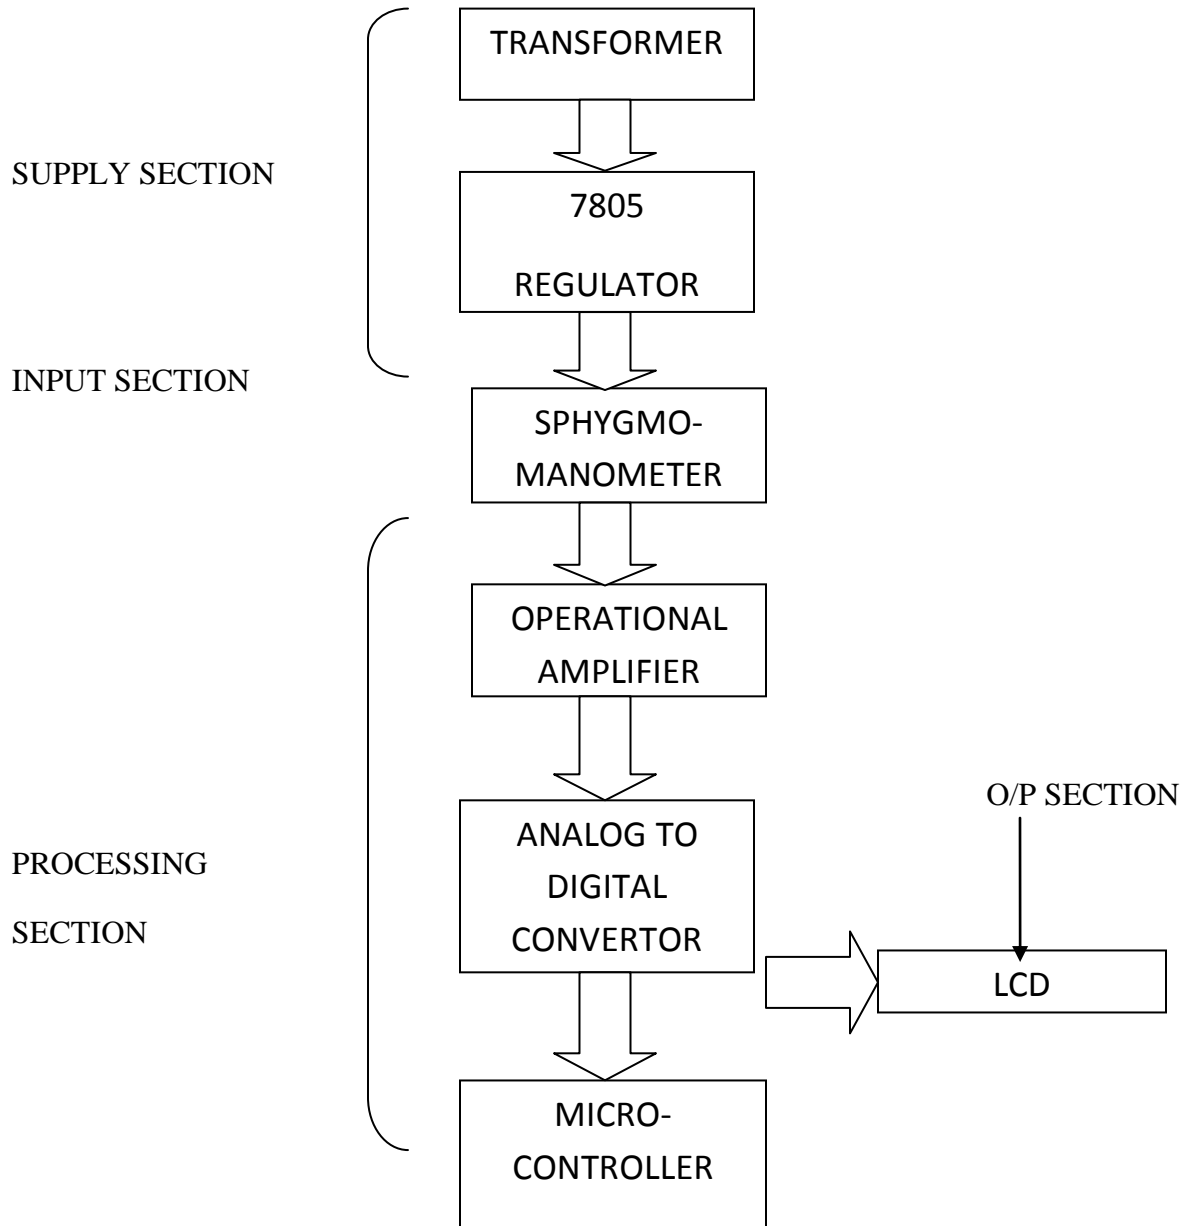 TRANSFORMER
SUPPLY SECTION
7805
REGULATOR
INPUT SECTION
SPHYGMO-
MANOMETER
OPERATIONAL
AMPLIFIER
O/P SECTION
ANALOG TO
DIGITAL
CONVERTOR
PROCESSING
SECTION
LCD
MICRO-
CONTROLLER